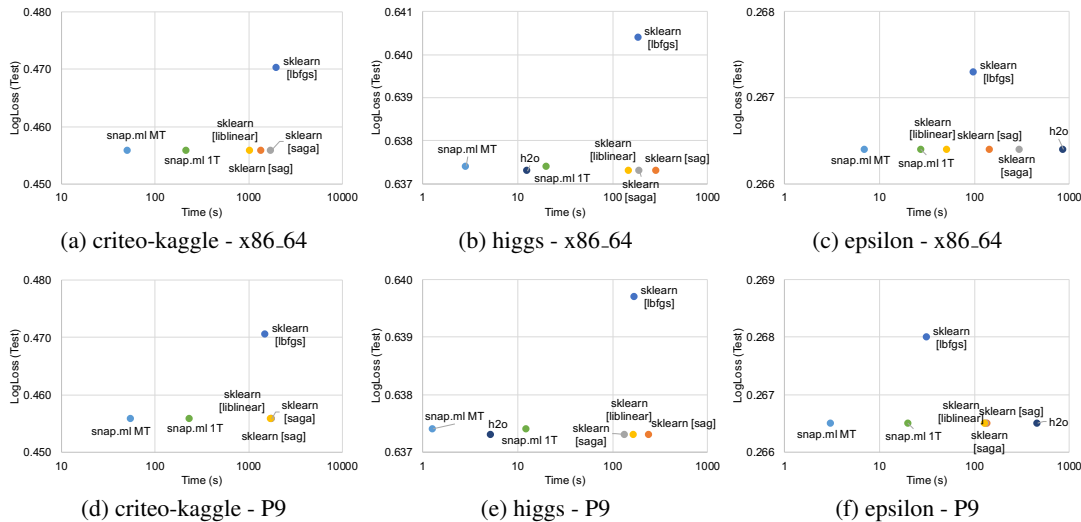 0.480
0.470
0.460
0.450
LogLoss (Test)
sklearn
[lbfgs]
sklearn
[liblinear]
sklearn
[saga]
snap.ml MT
snap.ml 1T
sklearn [sag]
10
100
1000
10000
Time (s)
(a) criteo-kaggle - x86_64
0.641
0.640
0.639
0.638
0.637
LogLoss (Test)
sklearn
[lbfgs]
snap.ml MT
h2o
snap.ml 1T
sklearn
[liblinear]
sklearn [sag]
sklearn
[saga]
1
10
100
1000
Time (s)
(b) higgs - x86_64
0.268
0.267
0.266
LogLoss (Test)
sklearn
[lbfgs]
sklearn
[liblinear]
sklearn [sag]
h2o
snap.ml MT
snap.ml 1T
sklearn
[saga]
1
10
100
1000
Time (s)
(c) epsilon - x86_64
0.480
0.470
0.460
0.450
LogLoss (Test)
sklearn
[lbfgs]
sklearn
[liblinear]
sklearn
[saga]
snap.ml MT
snap.ml 1T
sklearn [sag]
10
100
1000
10000
Time (s)
(d) criteo-kaggle - P9
0.640
0.639
0.638
0.637
LogLoss (Test)
sklearn
[lbfgs]
snap.ml MT
h2o
snap.ml 1T
sklearn
[liblinear]
sklearn [sag]
sklearn
[saga]
1
10
100
1000
Time (s)
(e) higgs - P9
0.269
0.268
0.267
0.266
LogLoss (Test)
sklearn
[lbfgs]
sklearn
[liblinear]
sklearn [sag]
h2o
snap.ml MT
snap.ml 1T
sklearn
[saga]
1
10
100
1000
Time (s)
(f) epsilon - P9